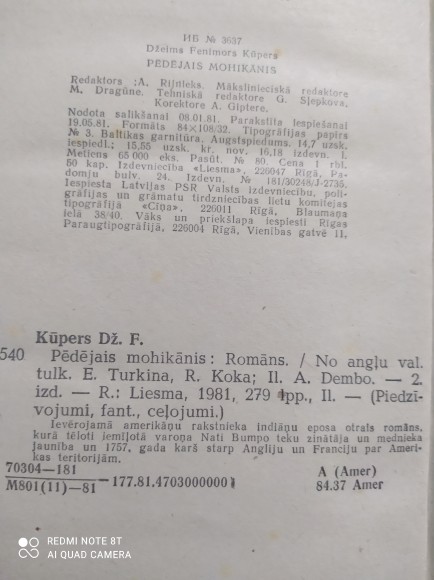 ИБ № 3637
Džeims Fenimors Kūpers
PĒDĒJAIS MOHIKĀNIS
Redaktors A. Rijnieks. Mākslinieciskā redaktore
M. Dragūne. Tehniskā redaktore G. Sļepkova.
Korektore A. Giptere.
Nodota salikšanai 08.01.81. Parakstīta iespiešanai
19.05.81. Formāts 84×108/32. Tipogrāfijas papīrs
№ 3. Baltikas garnitūra. Augstspiedums. 14,7 uzsk.
iespiedl.; 15,55 uzsk. kr. nov. 16,18 izdevn. l.
Metiens 65 000 eks. Pasūt. № 80. Cena 1 rbl.
50 kap. Izdevniecība «Liesma», 226047 Rīgā, Pa-
domju bulv. 24. Izdevn. № 181/30248/J-2735.
Iespiesta Latvijas PSR Valsts izdevniecību, poli-
grāfijas un grāmatu tirdzniecības lietu komitejas
tipogrāfijā «Cīņa», 226011 Rīgā, Blaumaņa
ielā 38/40. Vāks un priekšlapa iespiesti Rīgas
Paraugtipogrāfijā, 226004 Rīgā, Vienības gatvē 11.
Kūpers Dž. F.
540 Pēdējais mohikānis: Romāns. / No angļu val.
tulk. E. Turkina, R. Koka; Il. A. Dembo. — 2.
izd. — R.: Liesma, 1981, 279 lpp., Il. — (Piedzī-
vojumi, fant., ceļojumi.)
Ievērojamā amerikāņu rakstnieka indiāņu eposa otrais romāns,
kurā tēloti iemīļotā varoņa Nati Bumpo teku zinātāja un mednieka
jaunība un 1757. gada karš starp Angliju un Franciju par Ameri-
kas teritorijām.
70304—181
M801(11)—81 —177.81.4703000000
A (Amer)
84.37 Amer
REDMI NOTE 8T
AI QUAD CAMERA